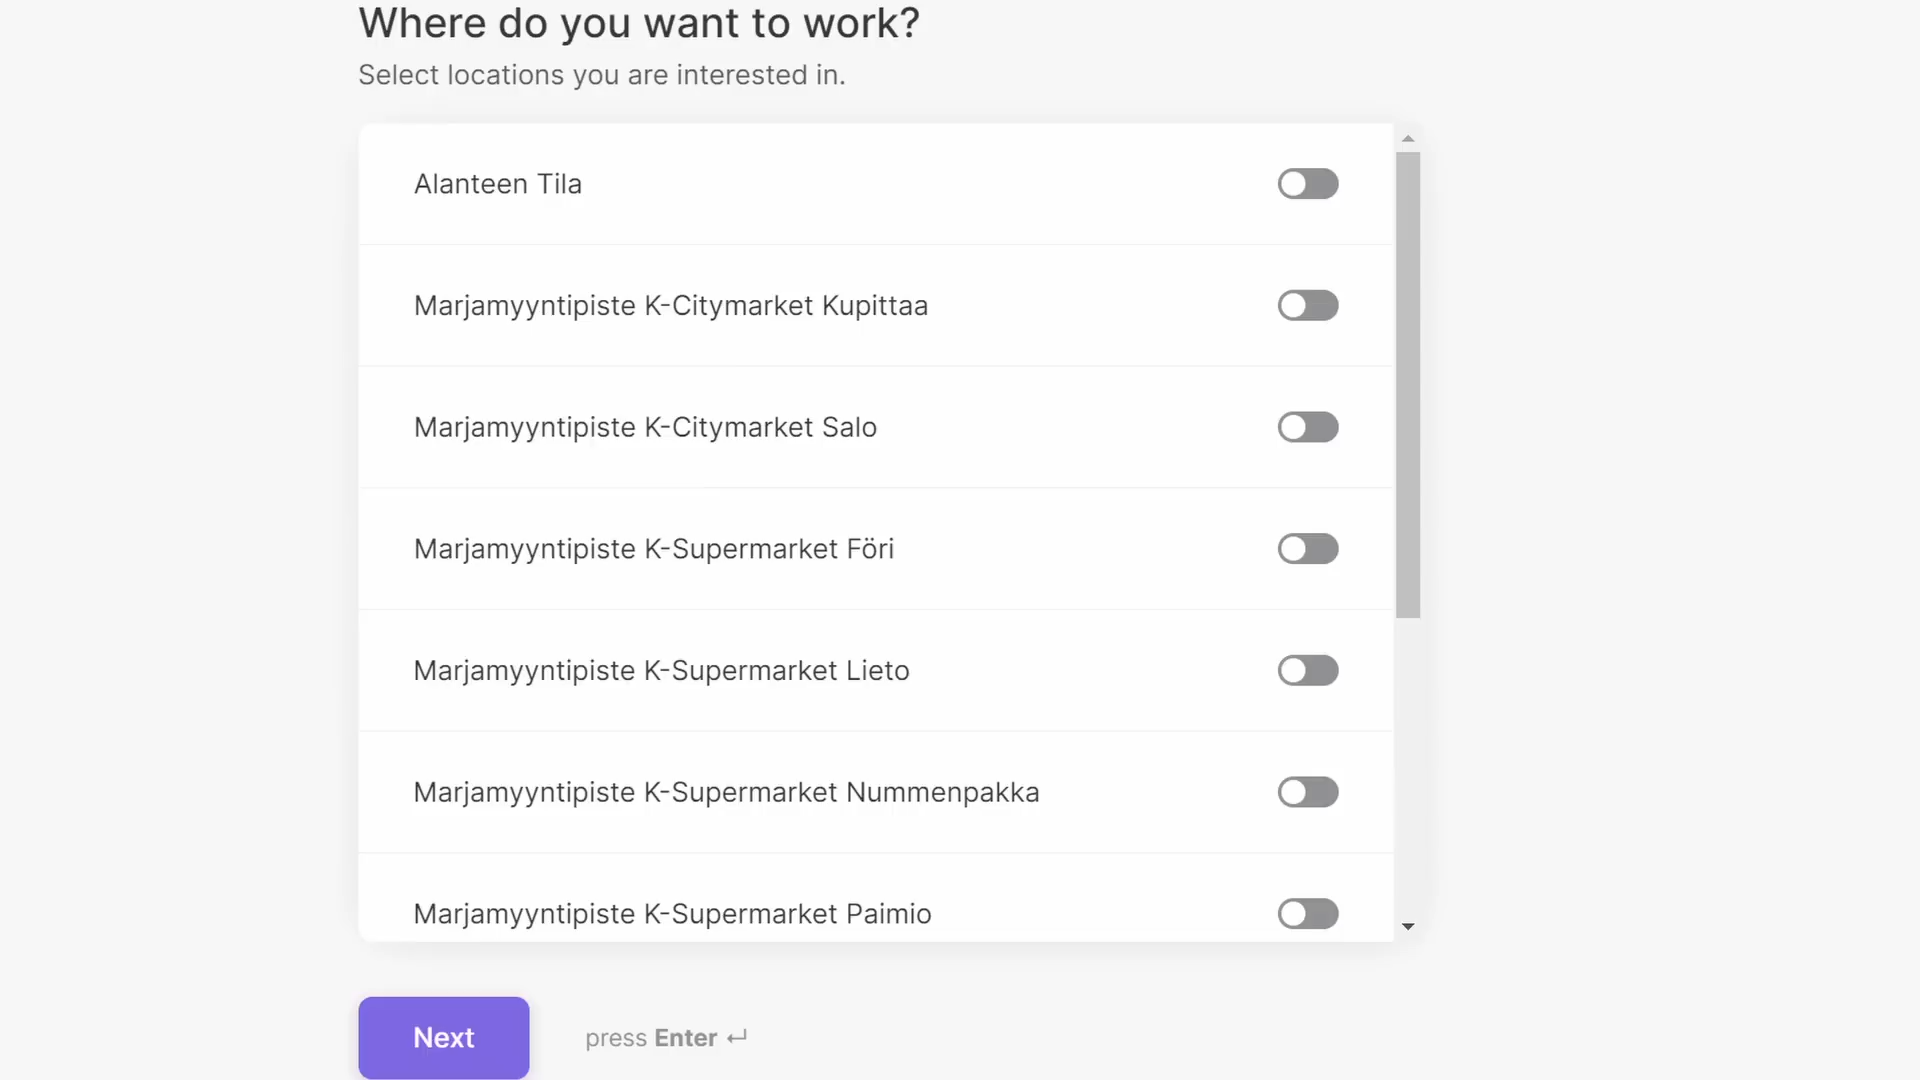 Where do you want to work?
Select locations you are interested in.
Alanteen Tila
Marjamyyntipiste K-Citymarket Kupittaa
Marjamyyntipiste K-Citymarket Salo
Marjamyyntipiste K-Supermarket Föri
Marjamyyntipiste K-Supermarket Lieto
Marjamyyntipiste K-Supermarket Nummenpakka
Marjamyyntipiste K-Supermarket Paimio
Next
press Enter ↵